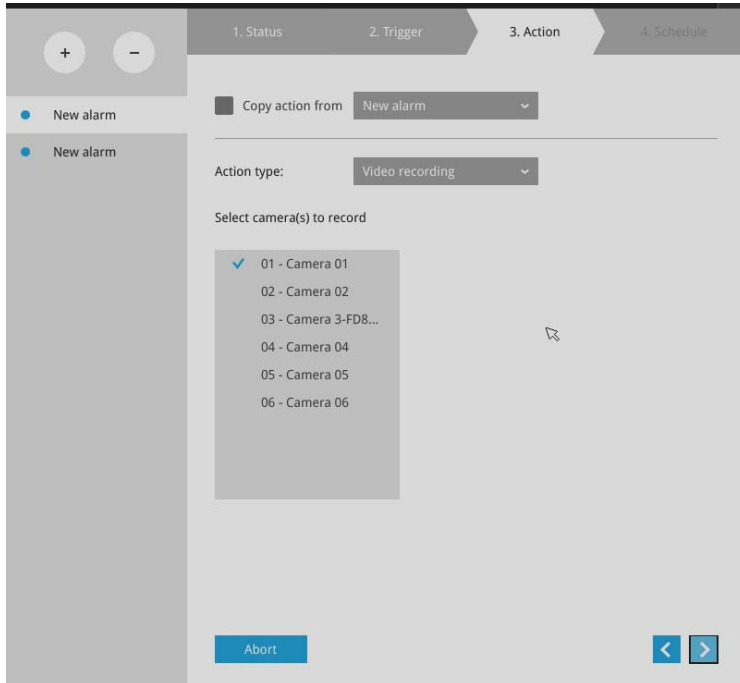 1. Status 2. Trigger 3. Action 4. Schedule
+ −
New alarm
New alarm
Copy action from New alarm
Action type: Video recording
Select camera(s) to record
01 - Camera 01
02 - Camera 02
03 - Camera 3-FD8...
04 - Camera 04
05 - Camera 05
06 - Camera 06
Abort